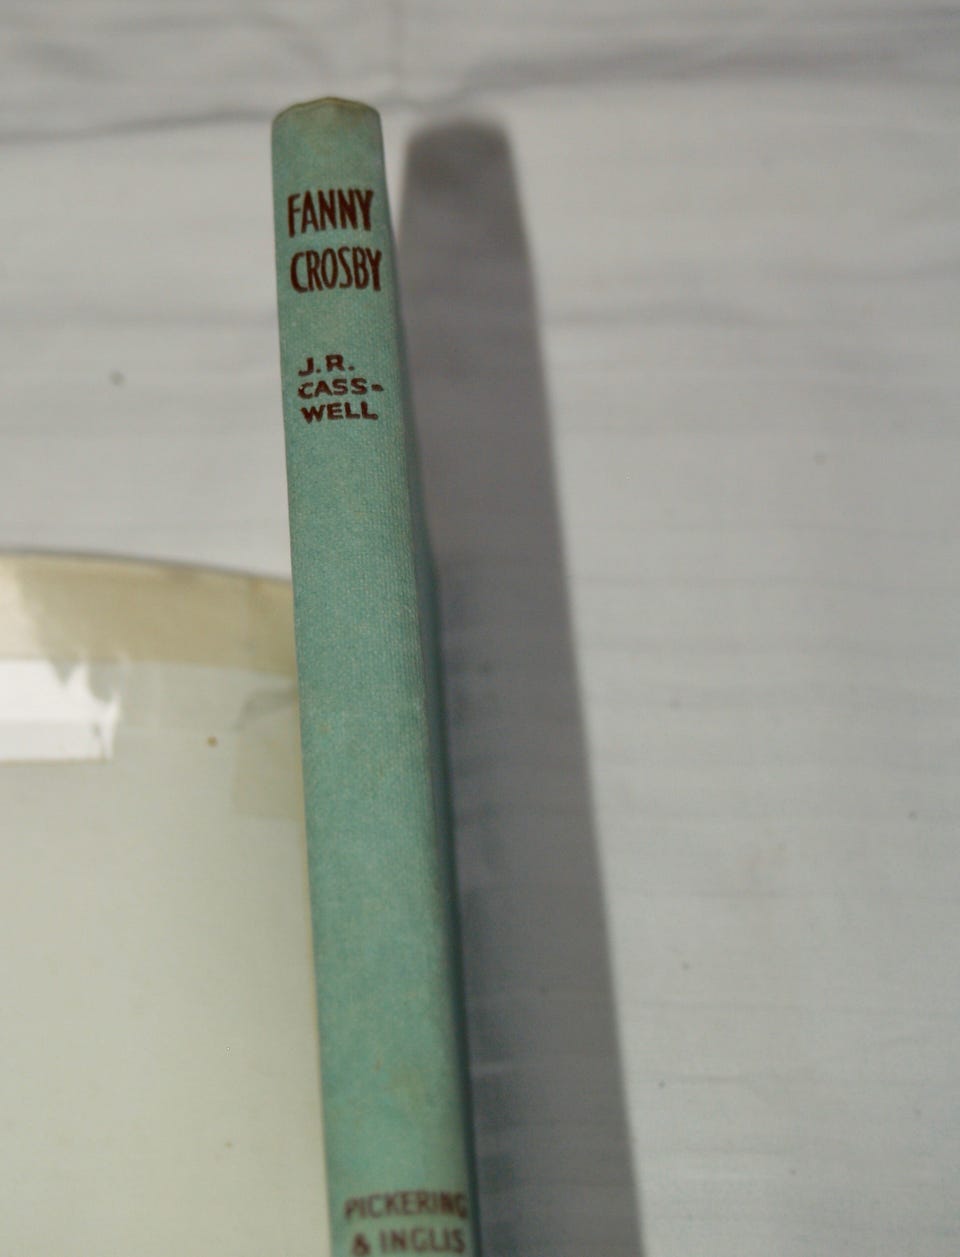 FANNY
CROSBY
J.R.
CASS-
WELL
PICKERING
& INGLIS